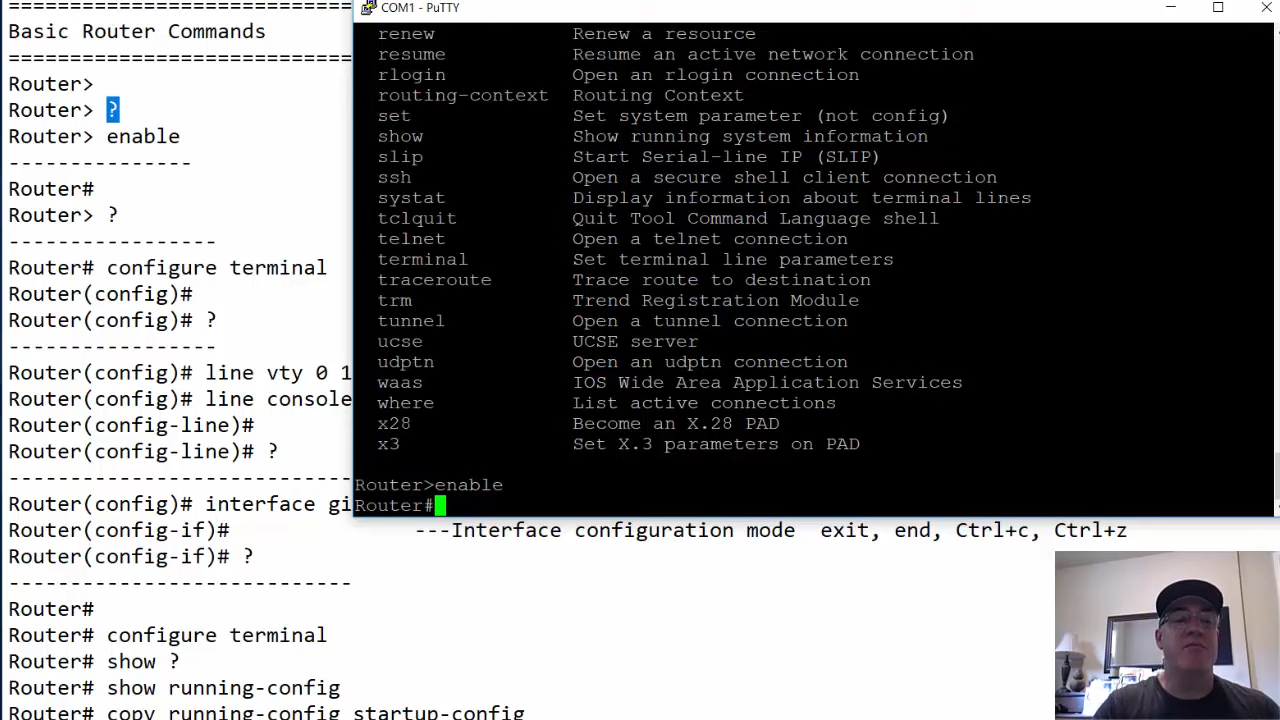 =====================================
Basic Router Commands
=====================================
Router>
Router> ?
Router> enable
---------------
Router#
Router> ?
-----------------
Router# configure terminal
Router(config)#
Router(config)# ?
-----------------
Router(config)# line vty 0 1
Router(config)# line console
Router(config-line)#
Router(config-line)# ?
----------------------------
Router(config)# interface gi
Router(config-if)# ---Interface configuration mode exit, end, Ctrl+c, Ctrl+z
Router(config-if)# ?
----------------------------
Router#
Router# configure terminal
Router# show ?
Router# show running-config
Router# copy running-config startup-config
COM1 - PuTTY
renew Renew a resource
resume Resume an active network connection
rlogin Open an rlogin connection
routing-context Routing Context
set Set system parameter (not config)
show Show running system information
slip Start Serial-line IP (SLIP)
ssh Open a secure shell client connection
systat Display information about terminal lines
tclquit Quit Tool Command Language shell
telnet Open a telnet connection
terminal Set terminal line parameters
traceroute Trace route to destination
trm Trend Registration Module
tunnel Open a tunnel connection
ucse UCSE server
udptn Open an udptn connection
waas IOS Wide Area Application Services
where List active connections
x28 Become an X.28 PAD
x3 Set X.3 parameters on PAD
Router>enable
Router#